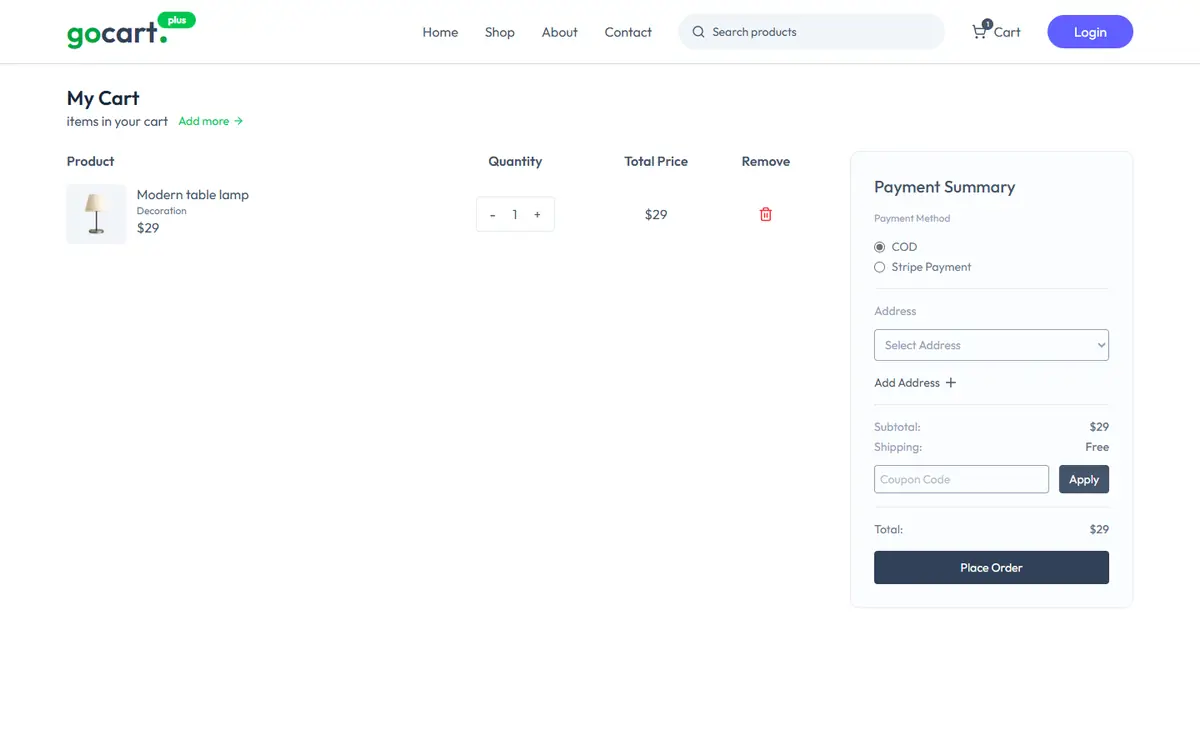 gocart.
plus
Home
Shop
About
Contact
Search products
1
Cart
Login
My Cart
items in your cart Add more →
Product
Quantity
Total Price
Remove
Modern table lamp
Decoration
$29
- 1 +
$29
Payment Summary
Payment Method
COD
Stripe Payment
Address
Select Address
Add Address +
Subtotal: $29
Shipping: Free
Coupon Code
Apply
Total: $29
Place Order